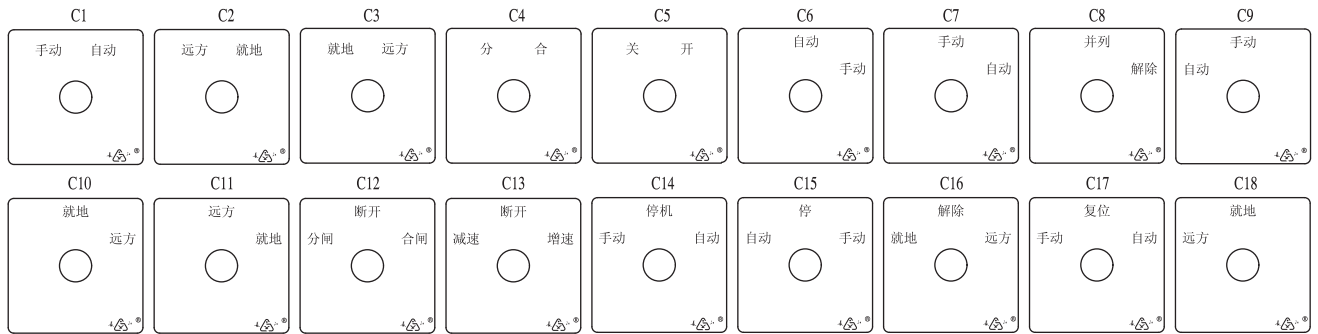 C1 C2 C3 C4 C5 C6 C7 C8 C9
手动 自动
远方 就地
就地 远方
分 合
关 开
自动
手动
手动
自动
并列
解除
手动
自动
C10 C11 C12 C13 C14 C15 C16 C17 C18
就地
远方
远方
就地
断开
分闸 合闸
断开
减速 增速
停机
手动 自动
停
自动 手动
解除
就地 远方
复位
手动 自动
就地
远方